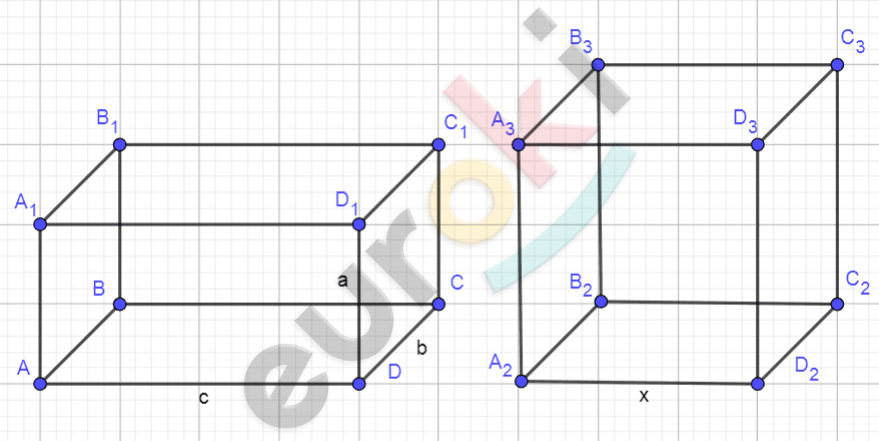 B₁
C₁
A₁
D₁
a
B
C
b
A
D
c
B₃
C₃
A₃
D₃
B₂
C₂
A₂
D₂
x
euroki